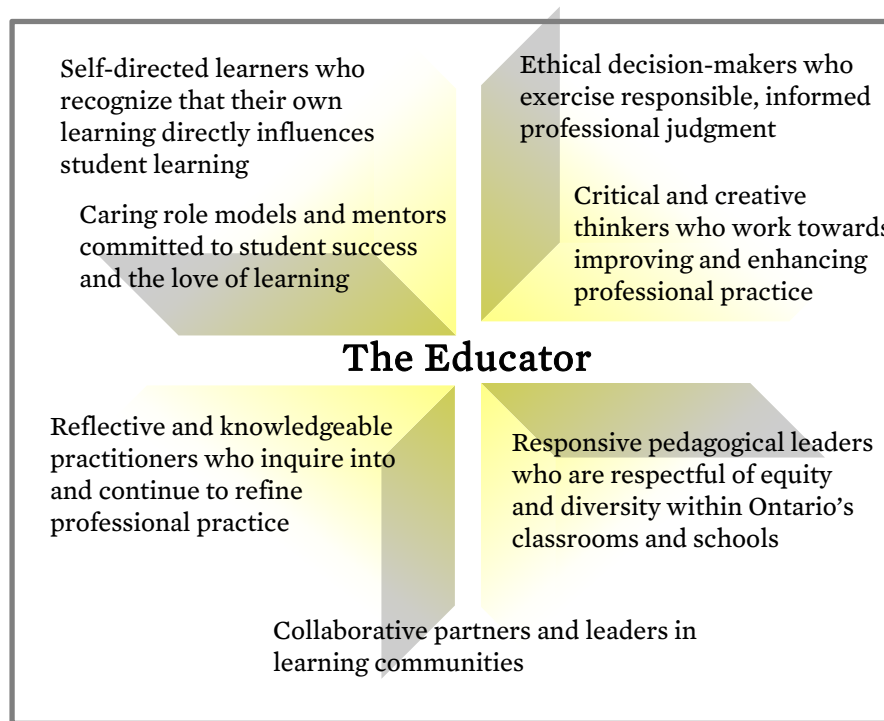 Self-directed learners who
recognize that their own
learning directly influences
student learning
Caring role models and mentors
committed to student success
and the love of learning
Ethical decision-makers who
exercise responsible, informed
professional judgment
Critical and creative
thinkers who work towards
improving and enhancing
professional practice
The Educator
Reflective and knowledgeable
practitioners who inquire into
and continue to refine
professional practice
Responsive pedagogical leaders
who are respectful of equity
and diversity within Ontario's
classrooms and schools
Collaborative partners and leaders in
learning communities